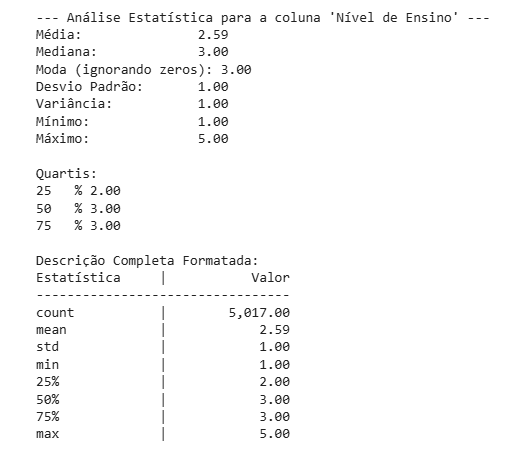 --- Análise Estatística para a coluna 'Nível de Ensino' ---
Média:               2.59
Mediana:             3.00
Moda (ignorando zeros): 3.00
Desvio Padrão:       1.00
Variância:           1.00
Mínimo:              1.00
Máximo:              5.00
Quartis:
25   % 2.00
50   % 3.00
75   % 3.00
Descrição Completa Formatada:
Estatística     |           Valor
---------------------------------
count           |        5,017.00
mean            |            2.59
std             |            1.00
min             |            1.00
25%             |            2.00
50%             |            3.00
75%             |            3.00
max             |            5.00